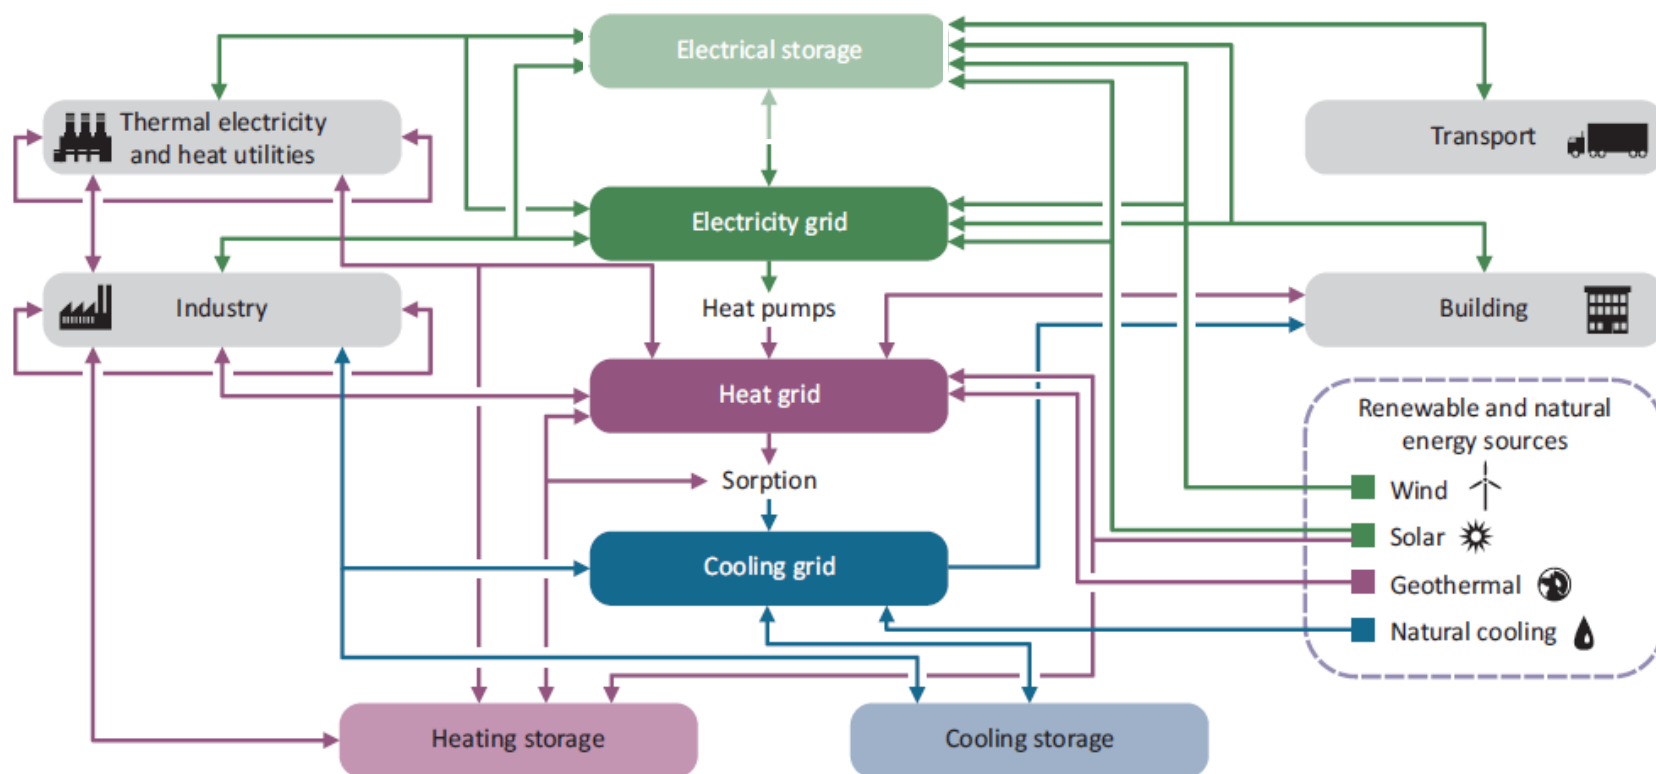 Electrical storage
Thermal electricity
and heat utilities
Transport
Electricity grid
Industry
Heat pumps
Building
Heat grid
Renewable and natural
energy sources
Sorption
Wind
Solar
Cooling grid
Geothermal
Natural cooling
Heating storage
Cooling storage